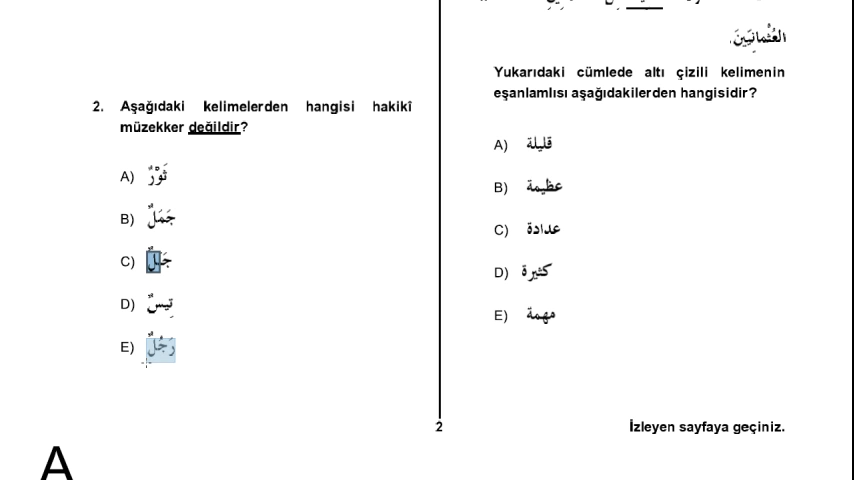 2. Aşağıdaki kelimelerden hangisi hakikî
müzekker değildir?
A) ثَوْرٌ
B) جَمَلٌ
C)
D) تِيسٌ
E) رَجُلٌ
A
العُثْمانِيّينَ.
Yukarıdaki cümlede altı çizili kelimenin
eşanlamlısı aşağıdakilerden hangisidir?
A) قليلة
B) عظيمة
C) عدادة
D) كثيرة
E) مهمة
2
İzleyen sayfaya geçiniz.